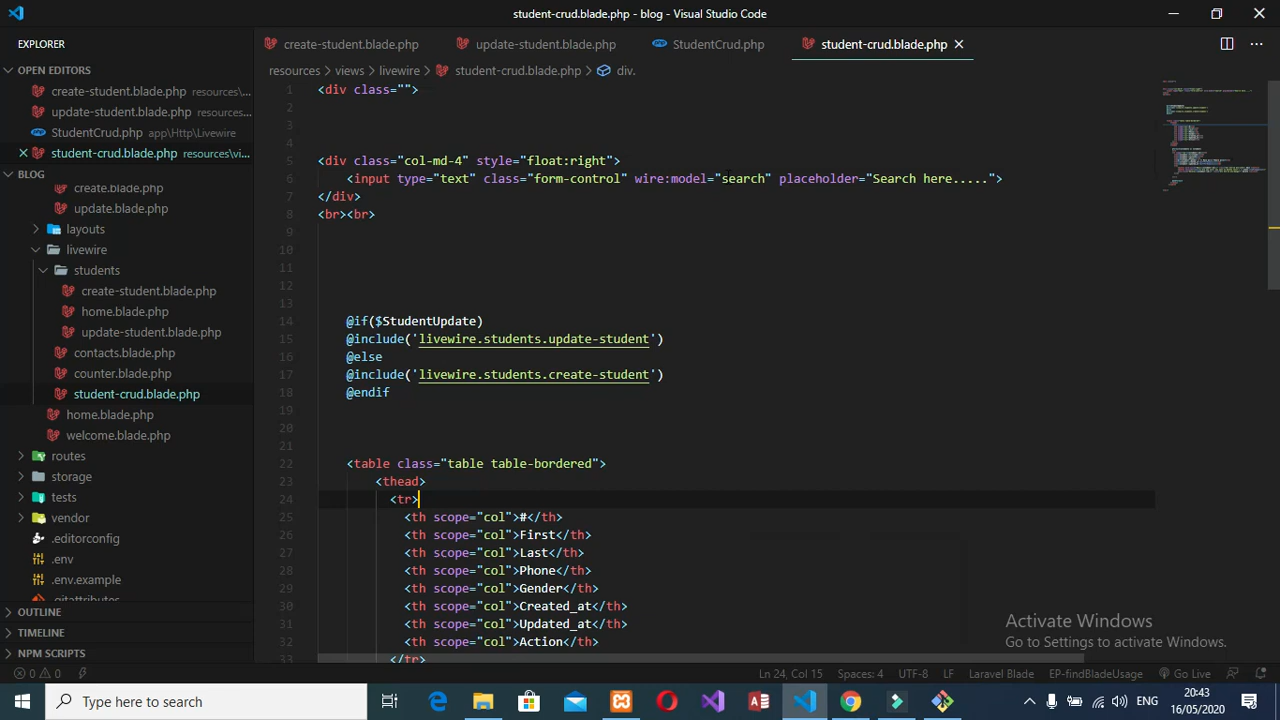 student-crud.blade.php - blog - Visual Studio Code
EXPLORER
create-student.blade.php
update-student.blade.php
StudentCrud.php
student-crud.blade.php
OPEN EDITORS
create-student.blade.php resources\...
update-student.blade.php resources...
StudentCrud.php app\Http\Livewire
student-crud.blade.php resources\vi...
BLOG
create.blade.php
update.blade.php
layouts
livewire
students
create-student.blade.php
home.blade.php
update-student.blade.php
contacts.blade.php
counter.blade.php
student-crud.blade.php
home.blade.php
welcome.blade.php
routes
storage
tests
vendor
.editorconfig
.env
.env.example
.gitattributes
OUTLINE
TIMELINE
NPM SCRIPTS
resources > views > livewire > student-crud.blade.php > div.
1 <div class="">
2
3
4
5 <div class="col-md-4" style="float:right">
6 <input type="text" class="form-control" wire:model="search" placeholder="Search here.....">
7 </div>
8 <br><br>
9
10
11
12
13
14 @if($StudentUpdate)
15 @include('livewire.students.update-student')
16 @else
17 @include('livewire.students.create-student')
18 @endif
19
20
21
22 <table class="table table-bordered">
23 <thead>
24 <tr>
25 <th scope="col">#</th>
26 <th scope="col">First</th>
27 <th scope="col">Last</th>
28 <th scope="col">Phone</th>
29 <th scope="col">Gender</th>
30 <th scope="col">Created_at</th>
31 <th scope="col">Updated_at</th>
32 <th scope="col">Action</th>
33 </tr>
Activate Windows
Go to Settings to activate Windows.
0 0
Ln 24, Col 15 Spaces: 4 UTF-8 LF Laravel Blade EP-findBladeUsage Go Live
Type here to search
ENG
20:43
16/05/2020